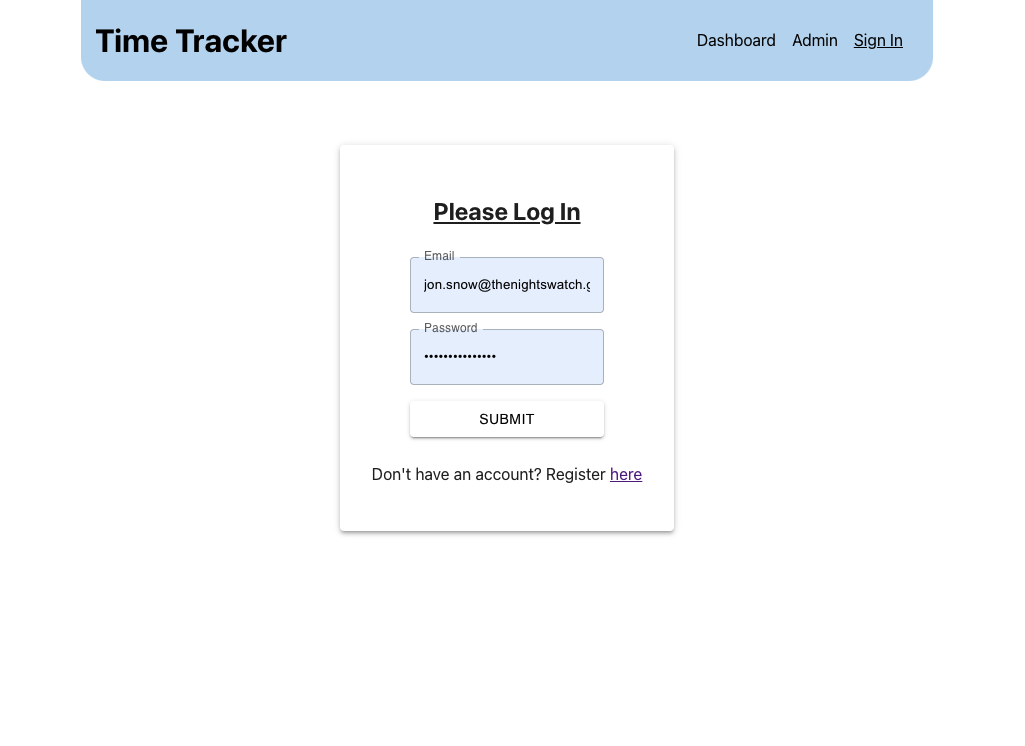 Time Tracker
Dashboard Admin Sign In
Please Log In
Email
jon.snow@thenightswatch.g
Password
•••••••••••••••
SUBMIT
Don't have an account? Register here